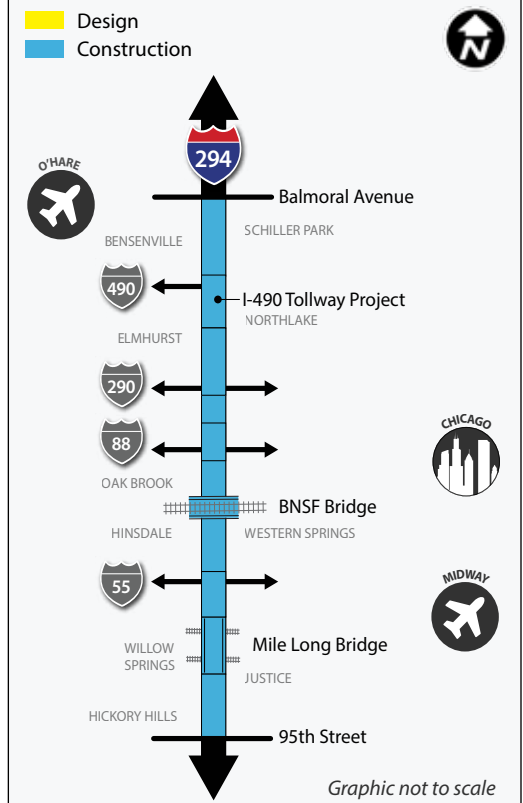 Design
Construction
N
294
O'HARE
Balmoral Avenue
SCHILLER PARK
BENSENVILLE
490
I-490 Tollway Project
NORTHLAKE
ELMHURST
290
88
CHICAGO
OAK BROOK
BNSF Bridge
HINSDALE
WESTERN SPRINGS
55
MIDWAY
WILLOW
SPRINGS
Mile Long Bridge
JUSTICE
HICKORY HILLS
95th Street
Graphic not to scale